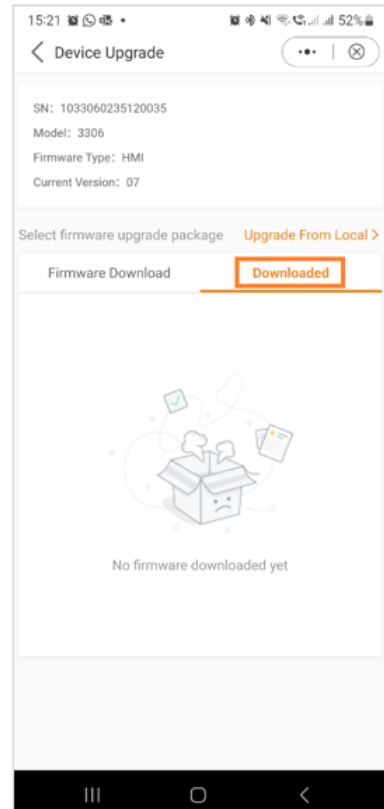 15:21 52%
Device Upgrade
SN: 1033060235120035
Model: 3306
Firmware Type: HMI
Current Version: 07
Select firmware upgrade package Upgrade From Local >
Firmware Download Downloaded
No firmware downloaded yet